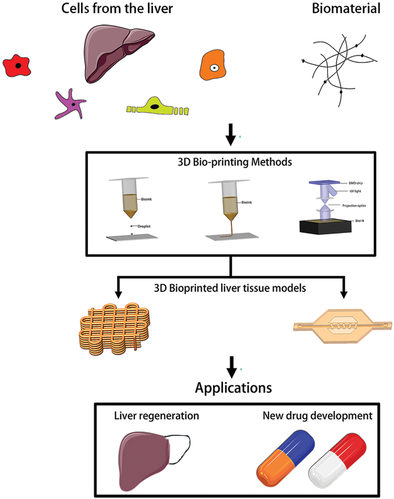 Cells from the liver
Biomaterial
3D Bio-printing Methods
Bioink
Droplet
Bioink
DMD chip
UV light
Projection optics
Bioink
3D Bioprinted liver tissue models
Applications
Liver regeneration
New drug development